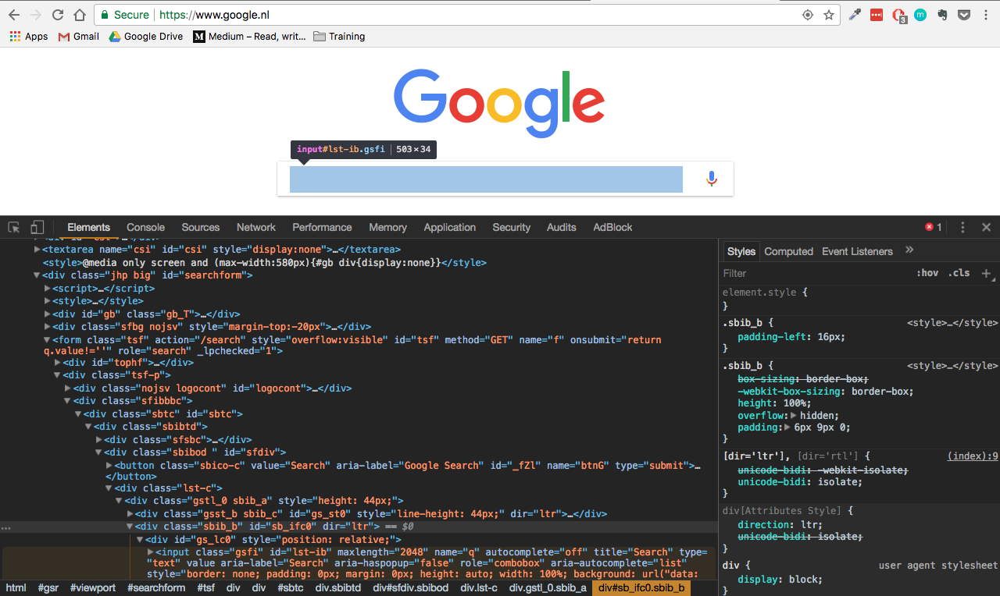 Secure https://www.google.nl
3
Apps Gmail Google Drive Medium – Read, writ... Training
Google
input#lst-ib.gsfi | 503 × 34
Elements Console Sources Network Performance Memory Application Security Audits AdBlock 1
▶<textarea name="csi" id="csi" style="display:none">…</textarea>
<style>@media only screen and (max-width:580px){#gb div{display:none}}</style>
▼<div class="jhp big" id="searchform">
▶<script>…</script>
▶<style>…</style>
▶<div id="gb" class="gb_T">…</div>
▶<div class="sfbg nojsv" style="margin-top:-20px">…</div>
▼<form class="tsf" action="/search" style="overflow:visible" id="tsf" method="GET" name="f" onsubmit="return
q.value!=''" role="search" _lpchecked="1">
▶<div id="tophf">…</div>
▼<div class="tsf-p">
▶<div class="nojsv logocont" id="logocont">…</div>
▼<div class="sfibbbc">
▼<div class="sbtc" id="sbtc">
▼<div class="sbibtd">
▶<div class="sfsbc">…</div>
▼<div class="sbibod " id="sfdiv">
▶<button class="sbico-c" value="Search" aria-label="Google Search" id="_fZl" name="btnG" type="submit">…
</button>
▼<div class="lst-c">
▼<div class="gstl_0 sbib_a" style="height: 44px;">
▶<div class="gsst_b sbib_c" id="gs_st0" style="line-height: 44px;" dir="ltr">…</div>
… ▼<div class="sbib_b" id="sb_ifc0" dir="ltr"> == $0
▼<div id="gs_lc0" style="position: relative;">
▶<input class="gsfi" id="lst-ib" maxlength="2048" name="q" autocomplete="off" title="Search" type=
"text" value aria-label="Search" aria-haspopup="false" role="combobox" aria-autocomplete="list"
style="border: none; padding: 0px; margin: 0px; height: auto; width: 100%; background: url("data:
html #gsr #viewport #searchform #tsf div div #sbtc div.sbibtd div#sfdiv.sbibod div.lst-c div.gstl_0.sbib_a div#sb_ifc0.sbib_b
Styles Computed Event Listeners »
Filter :hov .cls +
element.style {
}
.sbib_b { <style>…</style>
padding-left: 16px;
}
.sbib_b { <style>…</style>
box-sizing: border-box;
-webkit-box-sizing: border-box;
height: 100%;
overflow:▶hidden;
padding:▶6px 9px 0;
}
[dir='ltr'], [dir='rtl'] { (index):9
unicode-bidi: -webkit-isolate;
unicode-bidi: isolate;
}
div[Attributes Style] {
direction: ltr;
unicode-bidi: isolate;
}
div { user agent stylesheet
display: block;
}